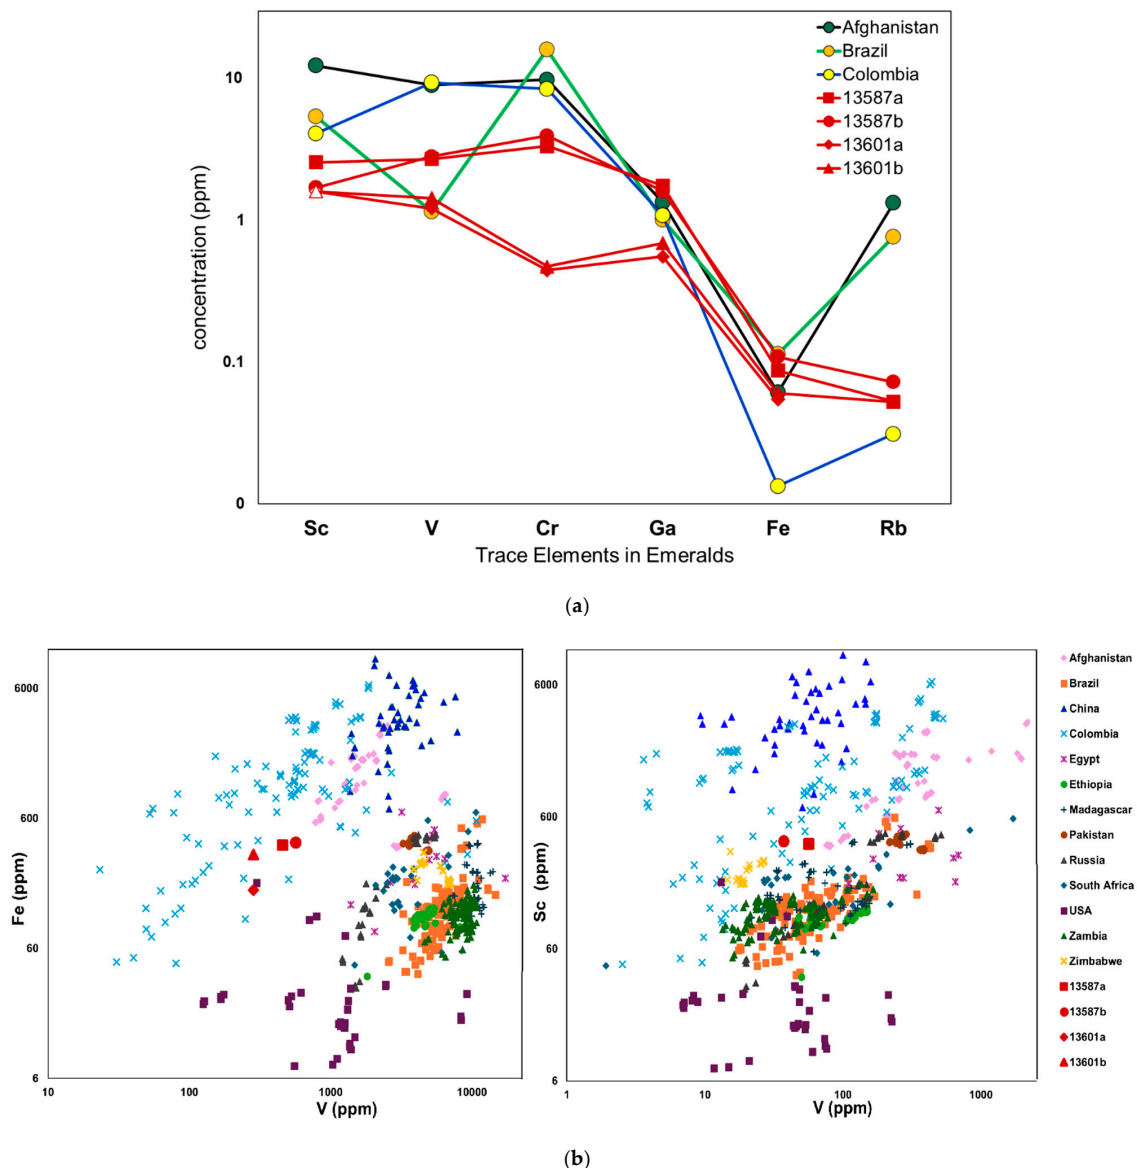 Afghanistan
Brazil
Colombia
13587a
13587b
13601a
13601b
10
1
0.1
0
concentration (ppm)
Sc V Cr Ga Fe Rb
Trace Elements in Emeralds
(a)
6000
600
60
6
Fe (ppm)
10 100 1000 10000
V (ppm)
6000
600
60
6
Sc (ppm)
1 10 100 1000
V (ppm)
Afghanistan
Brazil
China
Colombia
Egypt
Ethiopia
Madagascar
Pakistan
Russia
South Africa
USA
Zambia
Zimbabwe
13587a
13587b
13601a
13601b
(b)